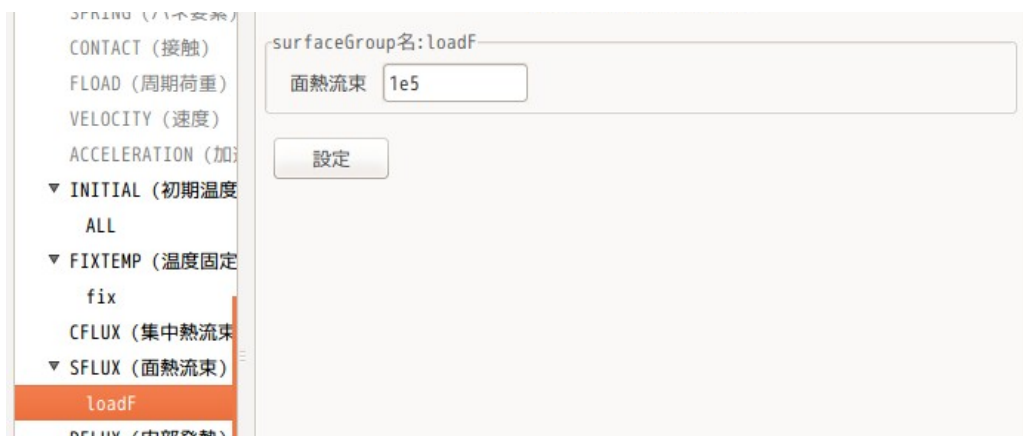 CONTACT (接触)
FLOAD (周期荷重)
VELOCITY (速度)
ACCELERATION (加
▼ INITIAL (初期温度
ALL
▼ FIXTEMP (温度固定
fix
CFLUX (集中熱流束
▼ SFLUX (面熱流束)
loadF
surfaceGroup名:loadF
面熱流束 1e5
設定